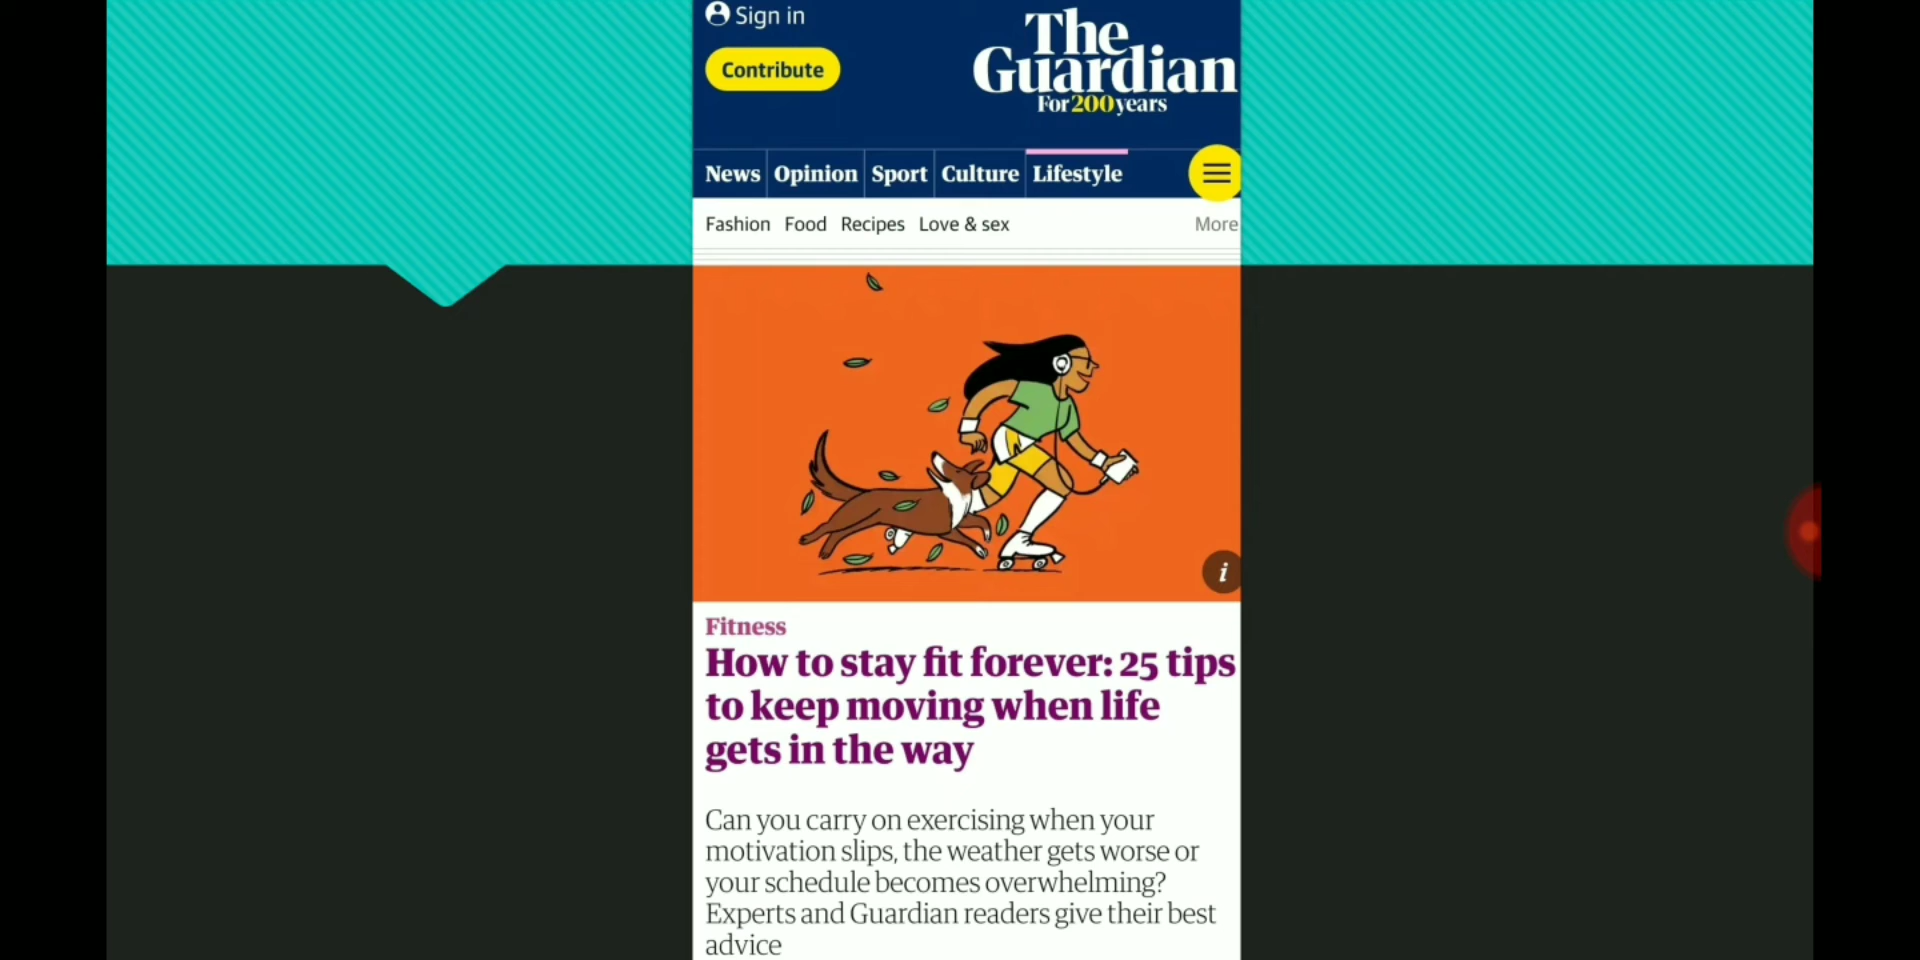 Sign in
Contribute
The
Guardian
For 200 years
News Opinion Sport Culture Lifestyle
Fashion Food Recipes Love & sex More
i
Fitness
How to stay fit forever: 25 tips
to keep moving when life
gets in the way
Can you carry on exercising when your
motivation slips, the weather gets worse or
your schedule becomes overwhelming?
Experts and Guardian readers give their best
advice